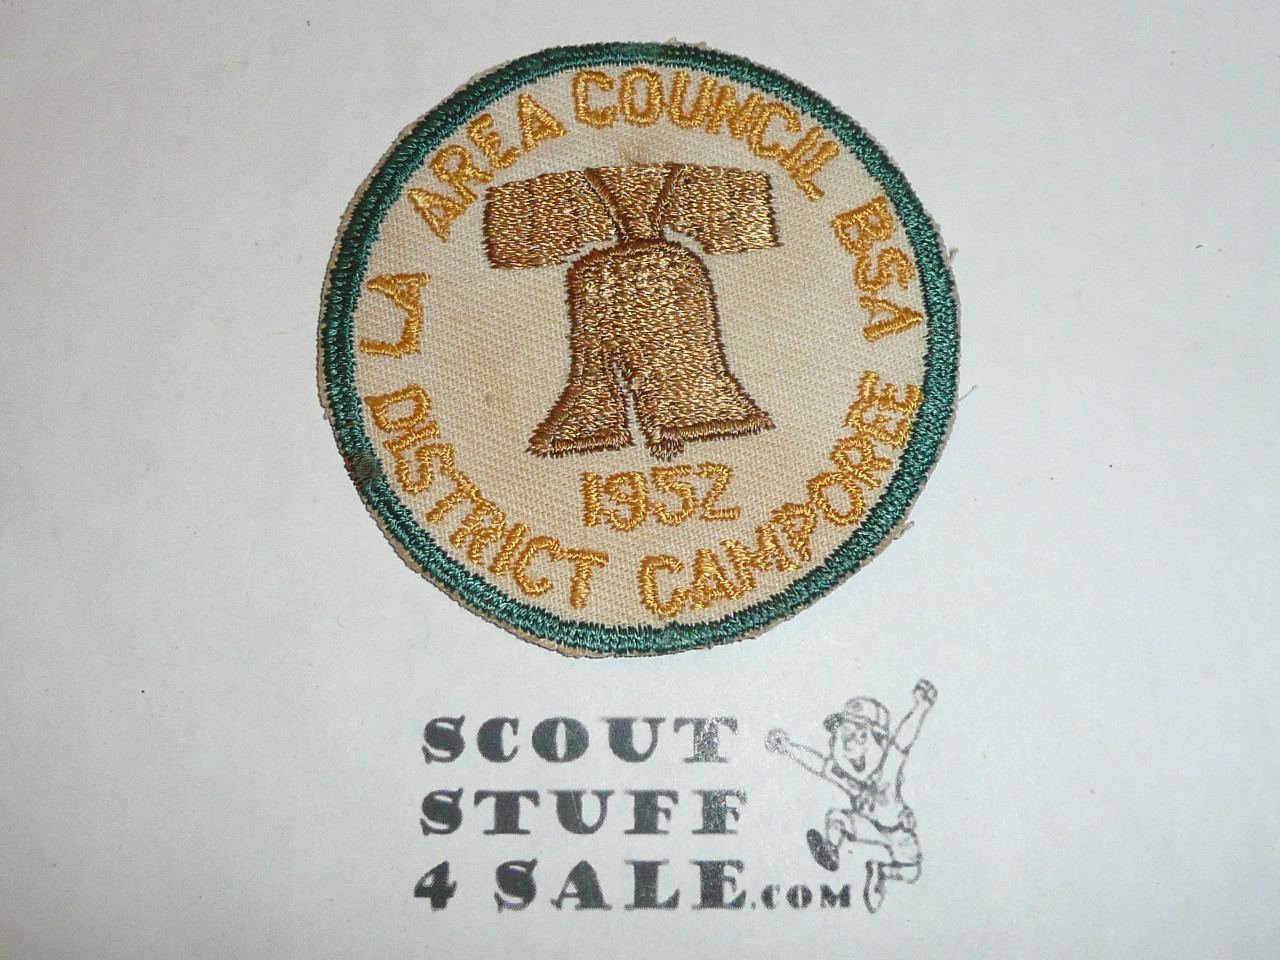 LA AREA COUNCIL BSA
1952
DISTRICT CAMPOREE
SCOUT
STUFF
4 SALE.COM